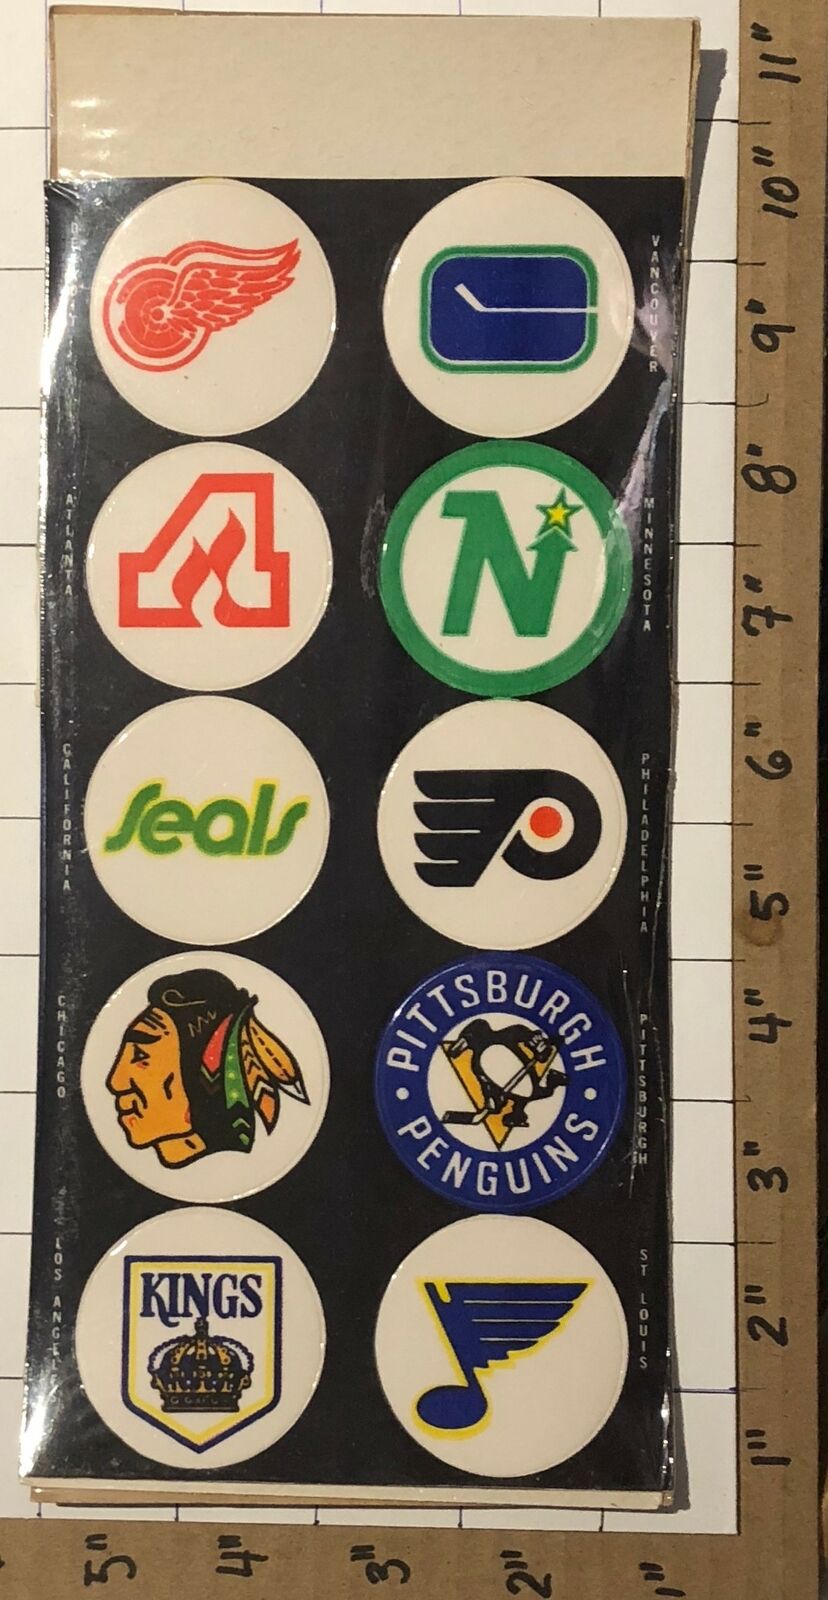 VANCOUVER
ATLANTA
MINNESOTA
N
CALIFORNIA
Seals
PHILADELPHIA
CHICAGO
PITTSBURGH
PENGUINS
PITTSBURGH
LOS
KINGS
ST LOUIS
11"
10"
9"
8"
7"
6"
5"
4"
3"
2"
1"
5"
4"
3"
2"
1"